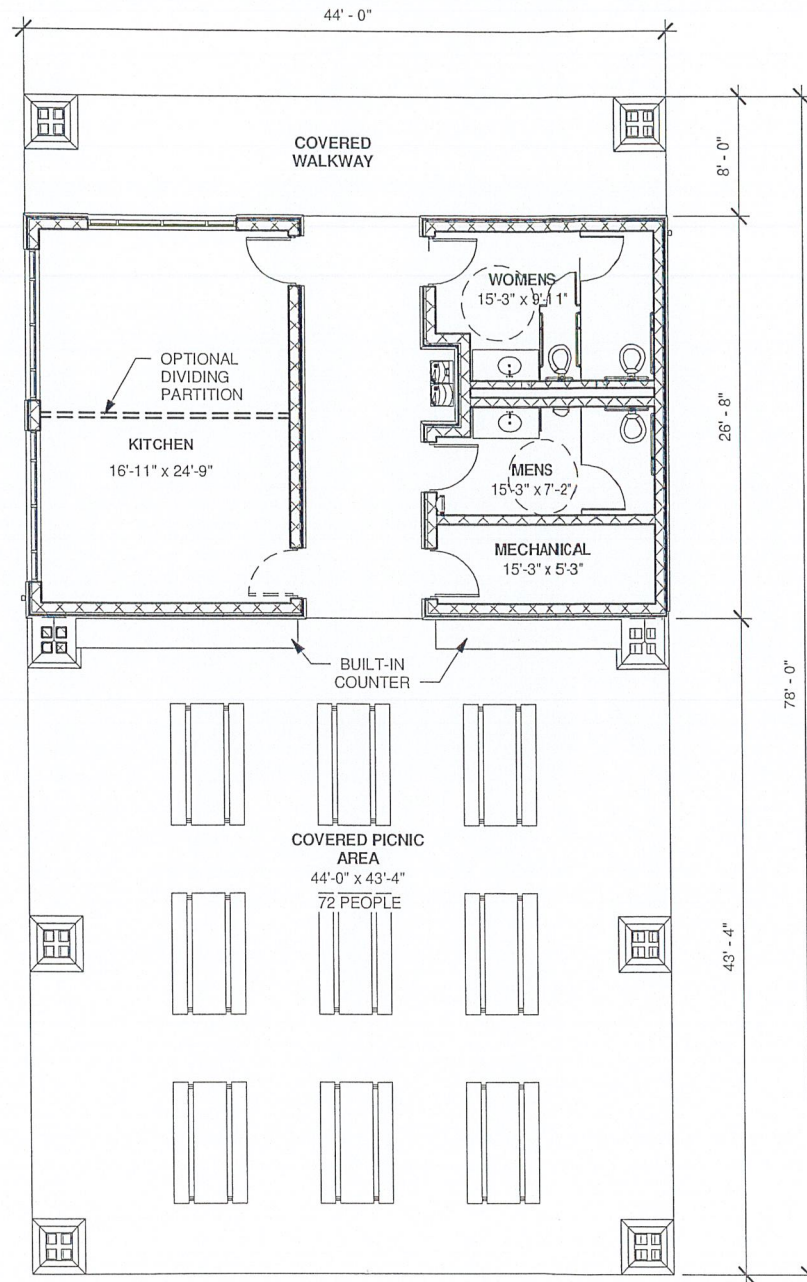 44' - 0"
COVERED
WALKWAY
8' - 0"
WOMENS
15'-3" x 9'-11"
OPTIONAL
DIVIDING
PARTITION
KITCHEN
16'-11" x 24'-9"
26' - 8"
MENS
15'-3" x 7'-2"
MECHANICAL
15'-3" x 5'-3"
BUILT-IN
COUNTER
78' - 0"
COVERED PICNIC
AREA
44'-0" x 43'-4"
72 PEOPLE
43' - 4"